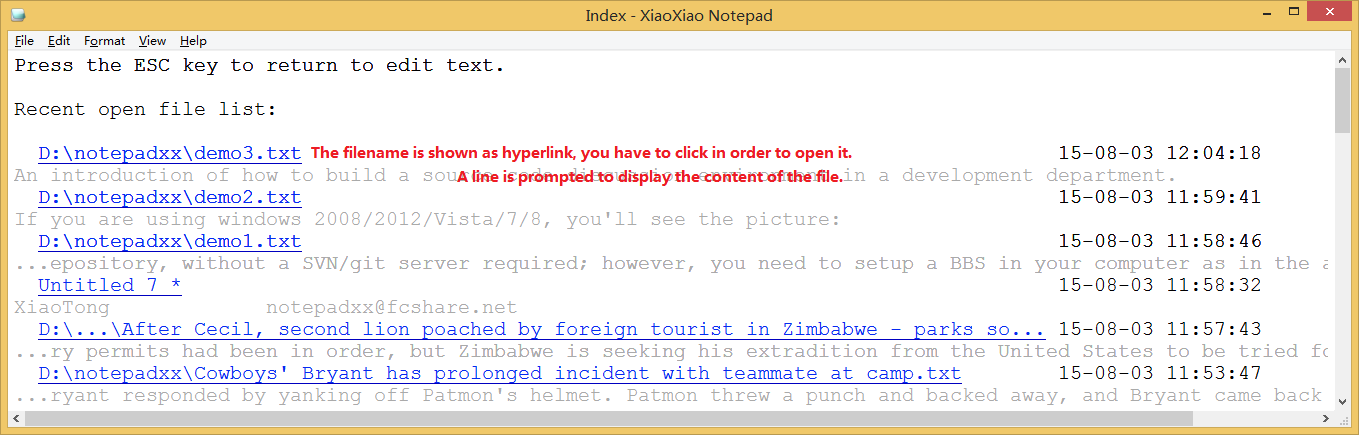 Index - XiaoXiao Notepad
File Edit Format View Help
Press the ESC key to return to edit text.
Recent open file list:
D:\notepadxx\demo3.txt The filename is shown as hyperlink, you have to click in order to open it. 15-08-03 12:04:18
An introduction of how to build a source code discussion environment in a development department.
A line is prompted to display the content of the file.
D:\notepadxx\demo2.txt 15-08-03 11:59:41
If you are using windows 2008/2012/Vista/7/8, you'll see the picture:
D:\notepadxx\demo1.txt 15-08-03 11:58:46
...epository, without a SVN/git server required; however, you need to setup a BBS in your computer as in the a
Untitled 7 * 15-08-03 11:58:32
XiaoTong notepadxx@fcshare.net
D:\...\After Cecil, second lion poached by foreign tourist in Zimbabwe - parks so... 15-08-03 11:57:43
...ry permits had been in order, but Zimbabwe is seeking his extradition from the United States to be tried fo
D:\notepadxx\Cowboys' Bryant has prolonged incident with teammate at camp.txt 15-08-03 11:53:47
...ryant responded by yanking off Patmon's helmet. Patmon threw a punch and backed away, and Bryant came back